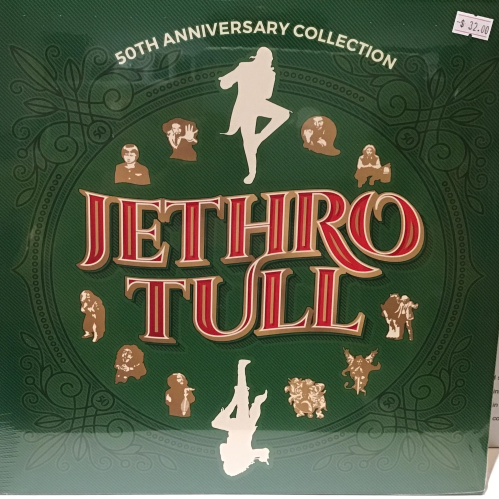 50TH ANNIVERSARY COLLECTION
$ 32.00
JETHRO
TULL